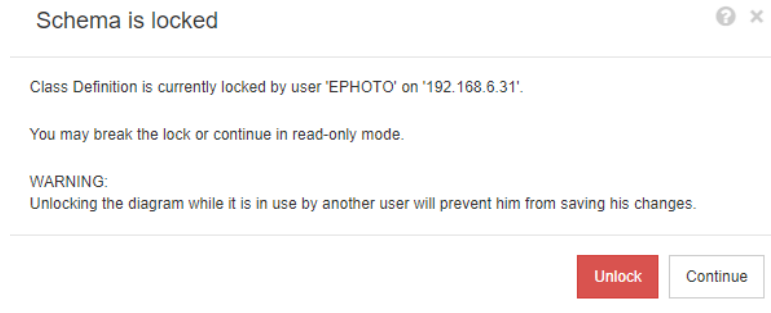 Schema is locked
Class Definition is currently locked by user 'EPHOTO' on '192.168.6.31'.
You may break the lock or continue in read-only mode.
WARNING:
Unlocking the diagram while it is in use by another user will prevent him from saving his changes.
Unlock
Continue